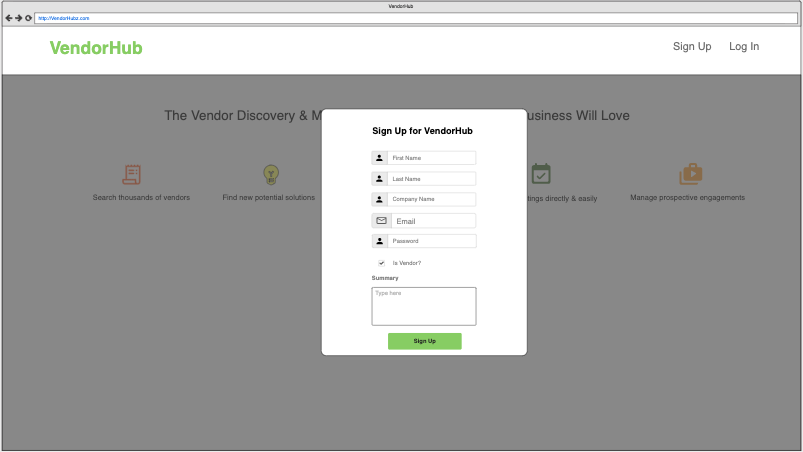 VendorHub
http://VendorHubz.com
VendorHub
Sign Up
Log In
The Vendor Discovery & M
usiness Will Love
Search thousands of vendors
Find new potential solutions
tings directly & easily
Manage prospective engagements
Sign Up for VendorHub
First Name
Last Name
Company Name
Email
Password
Is Vendor?
Summary
Type here
Sign Up